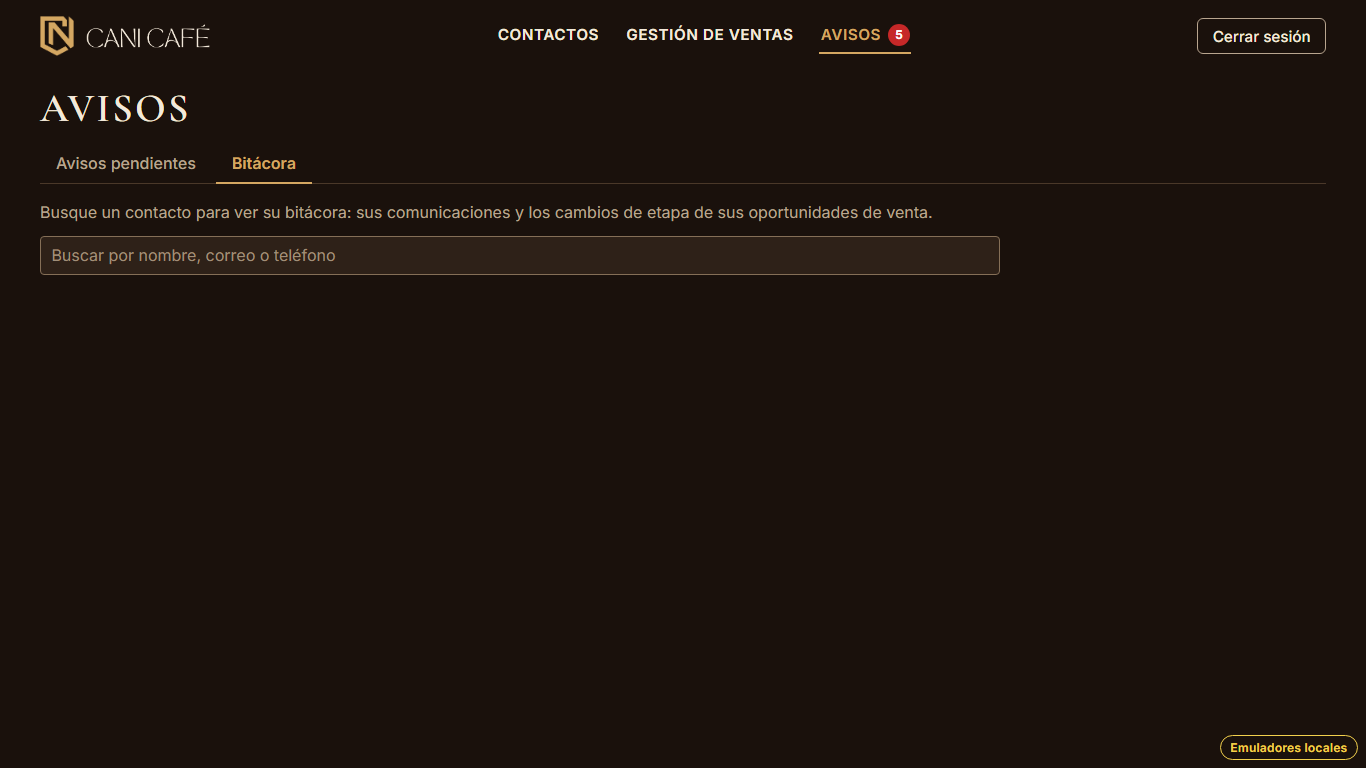 CANI CAFÉ
CONTACTOS
GESTIÓN DE VENTAS
AVISOS 5
Cerrar sesión
AVISOS
Avisos pendientes
Bitácora
Busque un contacto para ver su bitácora: sus comunicaciones y los cambios de etapa de sus oportunidades de venta.
Buscar por nombre, correo o teléfono
Emuladores locales